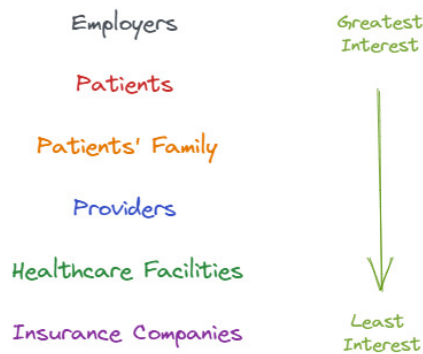 Employers
Greatest
Interest
Patients
Patients' Family
Providers
Healthcare Facilities
Insurance Companies
Least
Interest